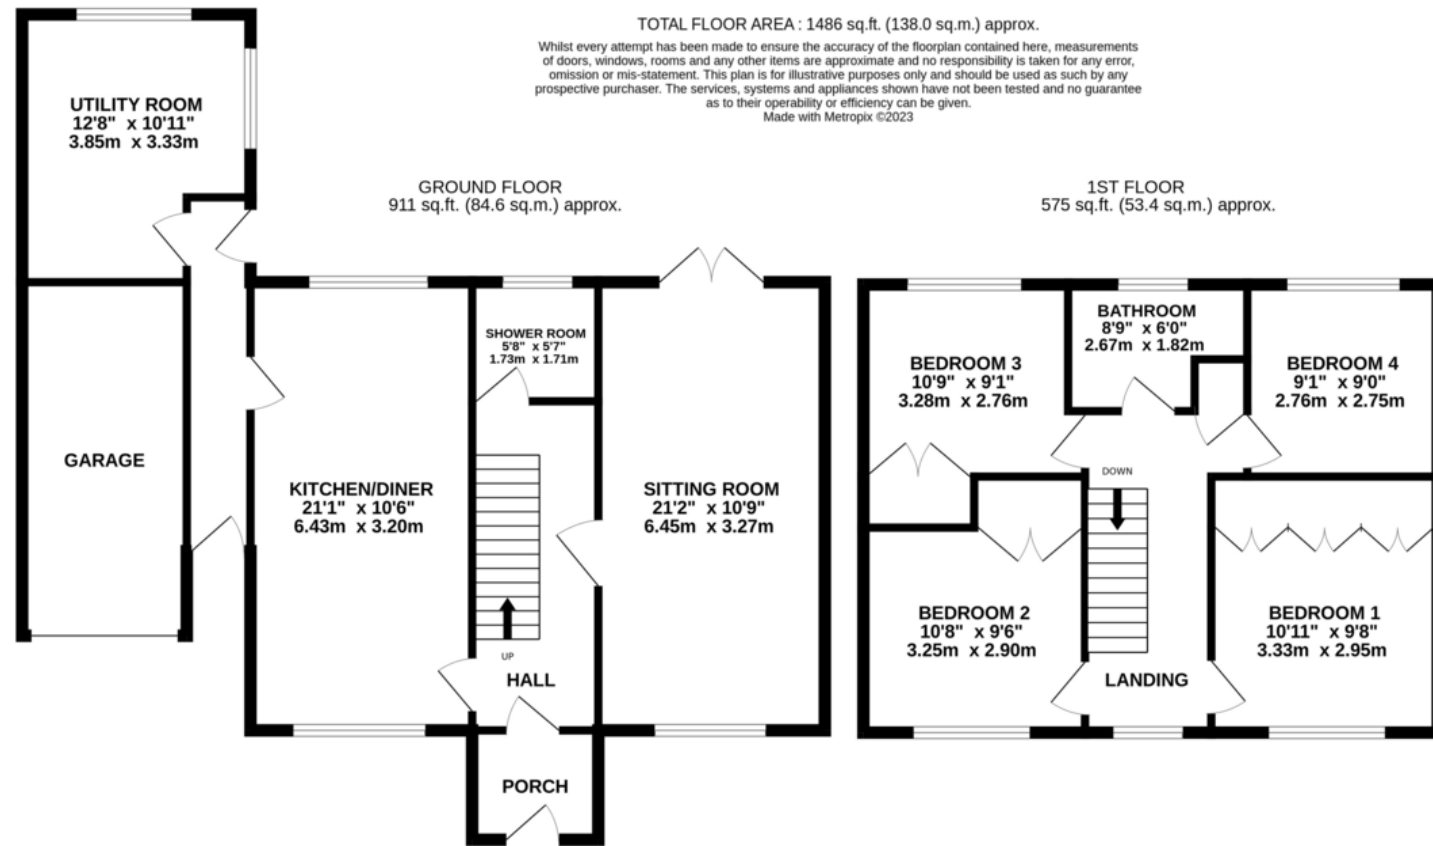 TOTAL FLOOR AREA : 1486 sq.ft. (138.0 sq.m.) approx.
Whilst every attempt has been made to ensure the accuracy of the floorplan contained here, measurements
of doors, windows, rooms and any other items are approximate and no responsibility is taken for any error,
omission or mis-statement. This plan is for illustrative purposes only and should be used as such by any
prospective purchaser. The services, systems and appliances shown have not been tested and no guarantee
as to their operability or efficiency can be given.
Made with Metropix ©2023
GROUND FLOOR
911 sq.ft. (84.6 sq.m.) approx.
UTILITY ROOM
12'8" x 10'11"
3.85m x 3.33m
GARAGE
KITCHEN/DINER
21'1" x 10'6"
6.43m x 3.20m
SHOWER ROOM
5'8" x 5'7"
1.73m x 1.71m
SITTING ROOM
21'2" x 10'9"
6.45m x 3.27m
UP
HALL
PORCH
1ST FLOOR
575 sq.ft. (53.4 sq.m.) approx.
BEDROOM 3
10'9" x 9'1"
3.28m x 2.76m
BATHROOM
8'9" x 6'0"
2.67m x 1.82m
BEDROOM 4
9'1" x 9'0"
2.76m x 2.75m
DOWN
BEDROOM 2
10'8" x 9'6"
3.25m x 2.90m
LANDING
BEDROOM 1
10'11" x 9'8"
3.33m x 2.95m